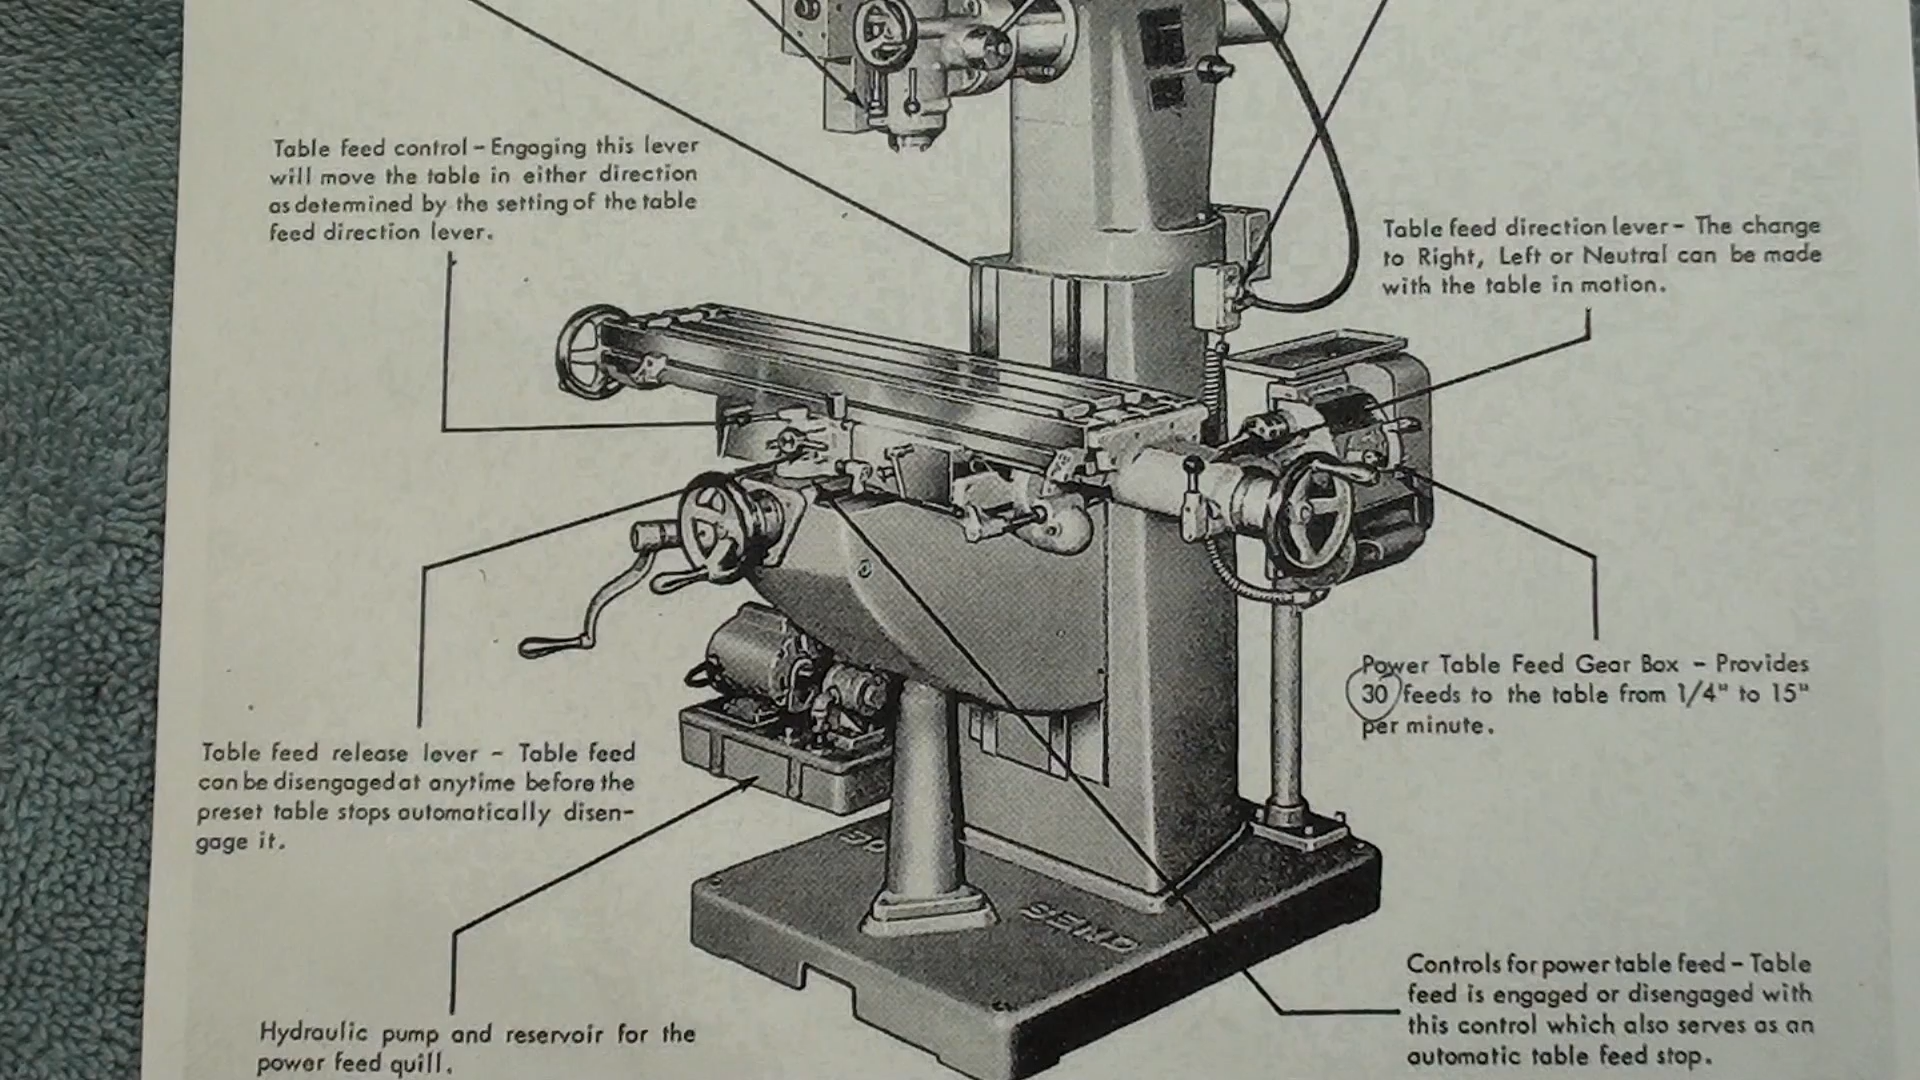 Table feed control – Engaging this lever
will move the table in either direction
as determined by the setting of the table
feed direction lever.
Table feed direction lever – The change
to Right, Left or Neutral can be made
with the table in motion.
Power Table Feed Gear Box – Provides
30 feeds to the table from 1/4" to 15"
per minute.
Table feed release lever – Table feed
can be disengaged at anytime before the
preset table stops automatically disen-
gage it.
Hydraulic pump and reservoir for the
power feed quill.
Controls for power table feed – Table
feed is engaged or disengaged with
this control which also serves as an
automatic table feed stop.